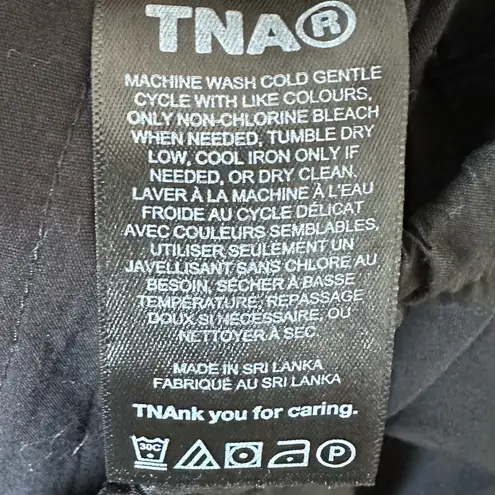 TNA®
MACHINE WASH COLD GENTLE
CYCLE WITH LIKE COLOURS,
ONLY NON-CHLORINE BLEACH
WHEN NEEDED, TUMBLE DRY
LOW, COOL IRON ONLY IF
NEEDED, OR DRY CLEAN.
LAVER À LA MACHINE À L'EAU
FROIDE AU CYCLE DÉLICAT
AVEC COULEURS SEMBLABLES,
UTILISER SEULEMENT UN
JAVELLISANT SANS CHLORE AU
BESOIN, SÉCHER À BASSE
TEMPÉRATURE, REPASSAGE
DOUX SI NÉCESSAIRE, OU
NETTOYER À SEC
MADE IN SRI LANKA
FABRIQUÉ AU SRI LANKA
TNAnk you for caring.
30C P